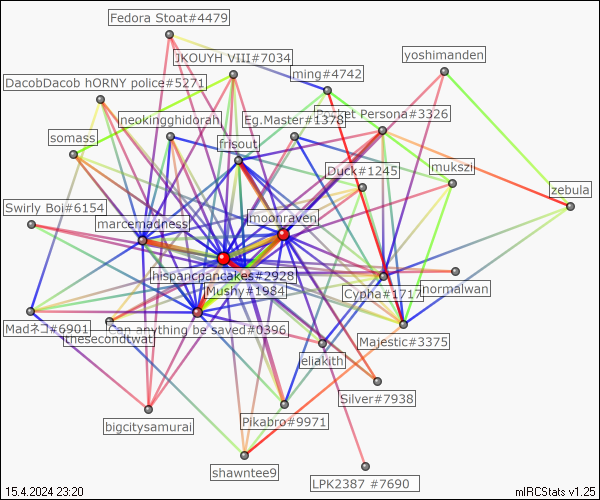 Fedora Stoat#4479
yoshimanden
JKOUYH VIII#7034
ming#4742
DacobDacob hORNY police#5271
neokingghidorah
Eg.Master#1378
Persona#3326
somass
frisout
Duck#1245
mukszi
zebula
Swirly Boi#6154
marcemadness
moonraven
hispancpancakes#2928
Mushy#1984
Cypha#1717
normalwan
Madネコ#6901
thesecondtwat
Can anything be saved#0396
Majestic#3375
eliakith
Silver#7938
bigcitysamurai
Pikabro#9971
shawntee9
LPK2387 #7690
15.4.2024 23:20
mIRCStats v1.25